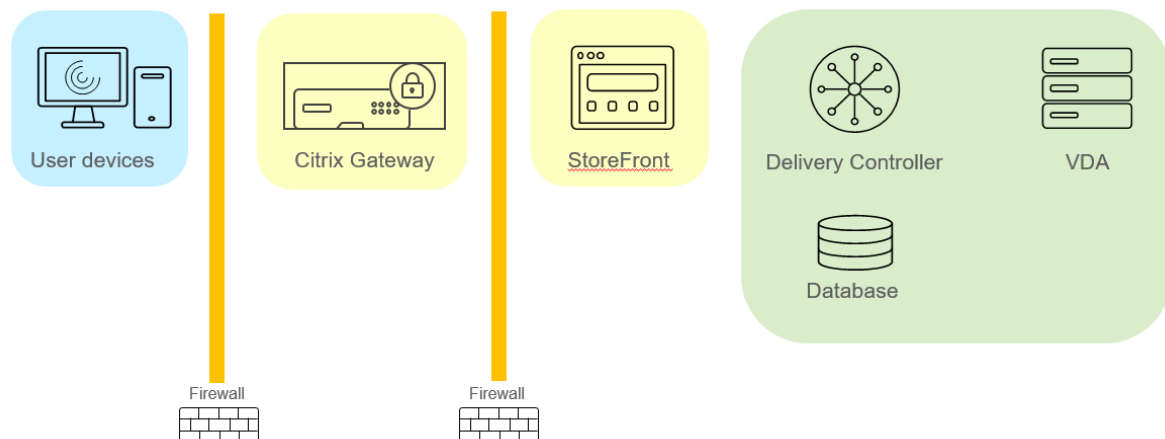 User devices
Citrix Gateway
StoreFront
Delivery Controller
VDA
Database
Firewall
Firewall